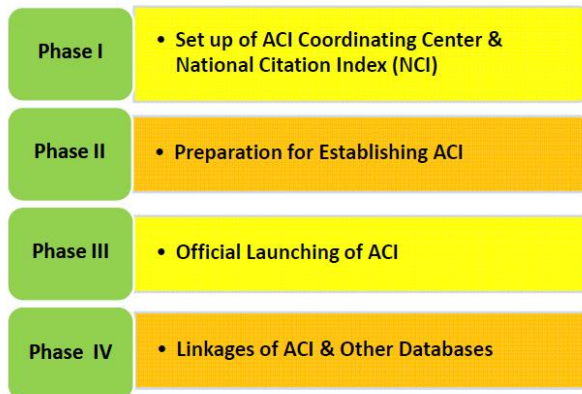 Phase I
• Set up of ACI Coordinating Center &
National Citation Index (NCI)
Phase II
• Preparation for Establishing ACI
Phase III
• Official Launching of ACI
Phase IV
• Linkages of ACI & Other Databases